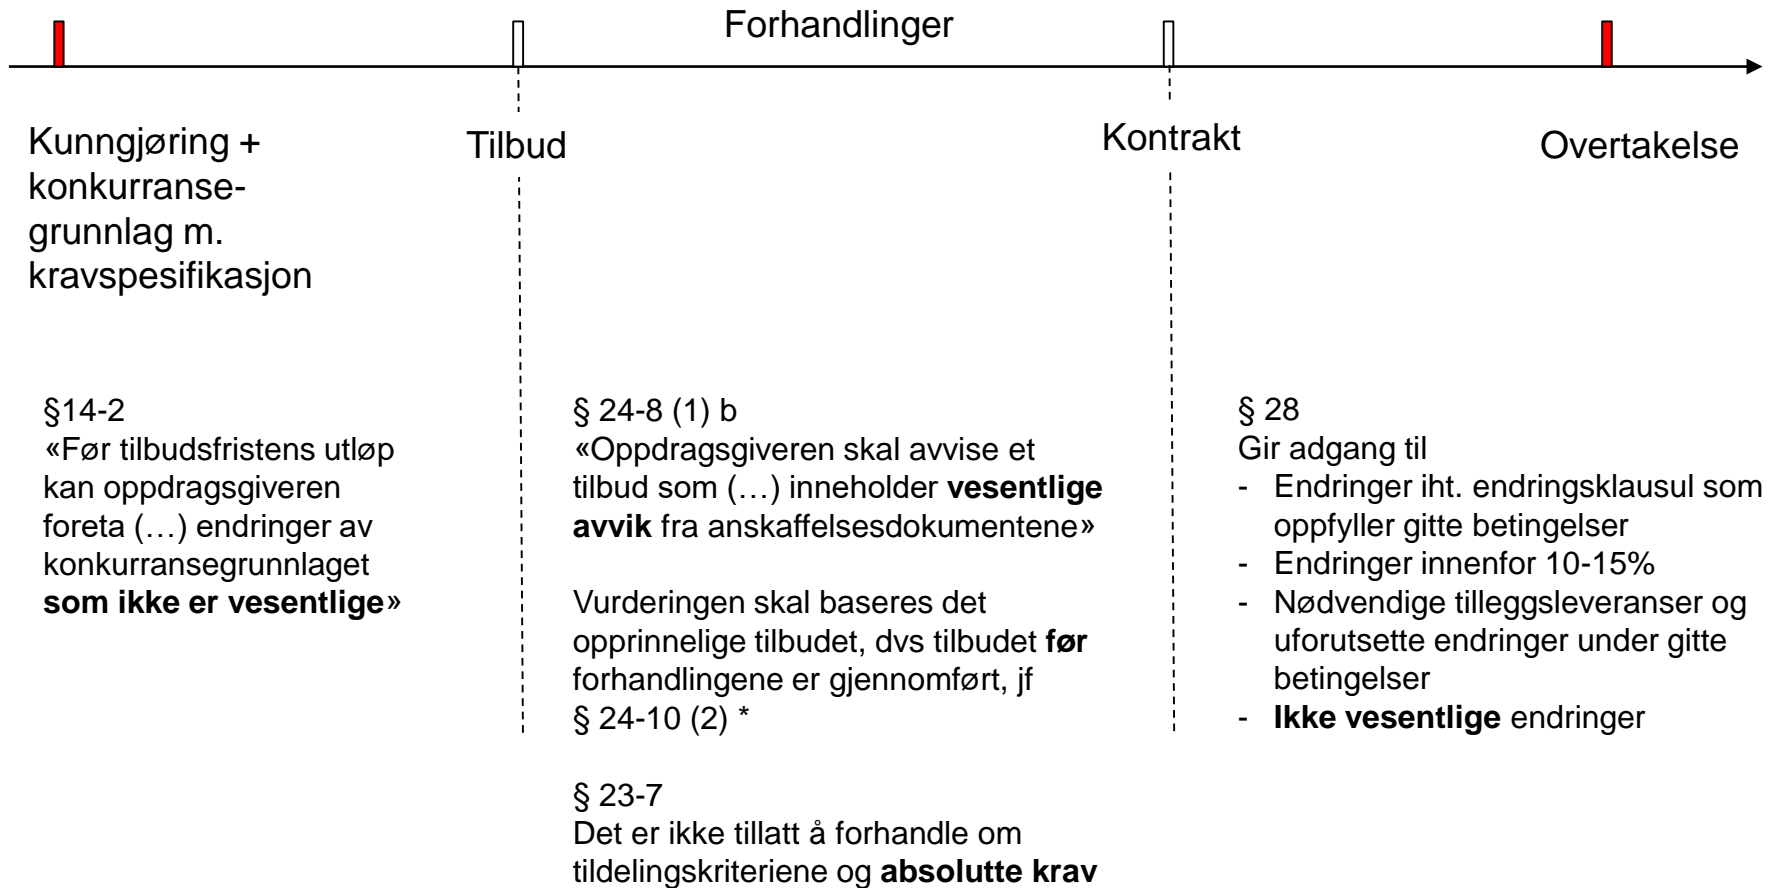 Forhandlinger
Kunngjøring +
konkurranse-
grunnlag m.
kravspesifikasjon
Tilbud
Kontrakt
Overtakelse
§14-2
«Før tilbudsfristens utløp
kan oppdragsgiveren
foreta (…) endringer av
konkurransegrunnlaget
som ikke er vesentlige»
§ 24-8 (1) b
«Oppdragsgiveren skal avvise et
tilbud som (…) inneholder vesentlige
avvik fra anskaffelsesdokumentene»
Vurderingen skal baseres det
opprinnelige tilbudet, dvs tilbudet før
forhandlingene er gjennomført, jf
§ 24-10 (2) *
§ 23-7
Det er ikke tillatt å forhandle om
tildelingskriteriene og absolutte krav
§ 28
Gir adgang til
- Endringer iht. endringsklausul som
oppfyller gitte betingelser
- Endringer innenfor 10-15%
- Nødvendige tilleggsleveranser og
uforutsette endringer under gitte
betingelser
- Ikke vesentlige endringer